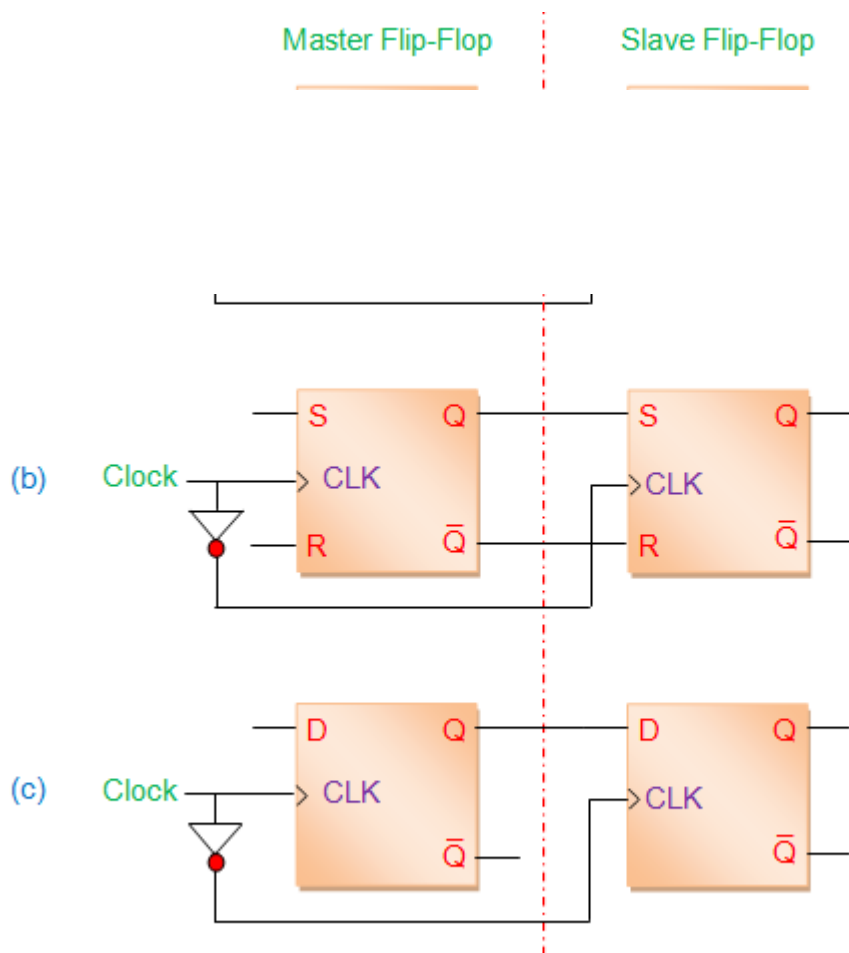 Master Flip-Flop Slave Flip-Flop
S Q S Q
(b) Clock CLK CLK
R Q̅ R Q̅
D Q D Q
(c) Clock CLK CLK
Q̅ Q̅